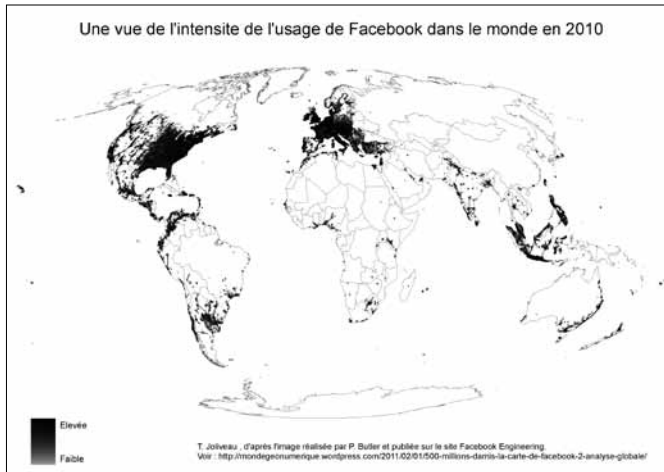 Une vue de l'intensite de l'usage de Facebook dans le monde en 2010
Elevée
Faible
T. Joliveau , d'après l'image réalisée par P. Butler et publiée sur le site Facebook Engineering.
Voir : http://mondegeonumerique.wordpress.com/2011/02/01/500-millions-damis-la-carte-de-facebook-2-analyse-globale/